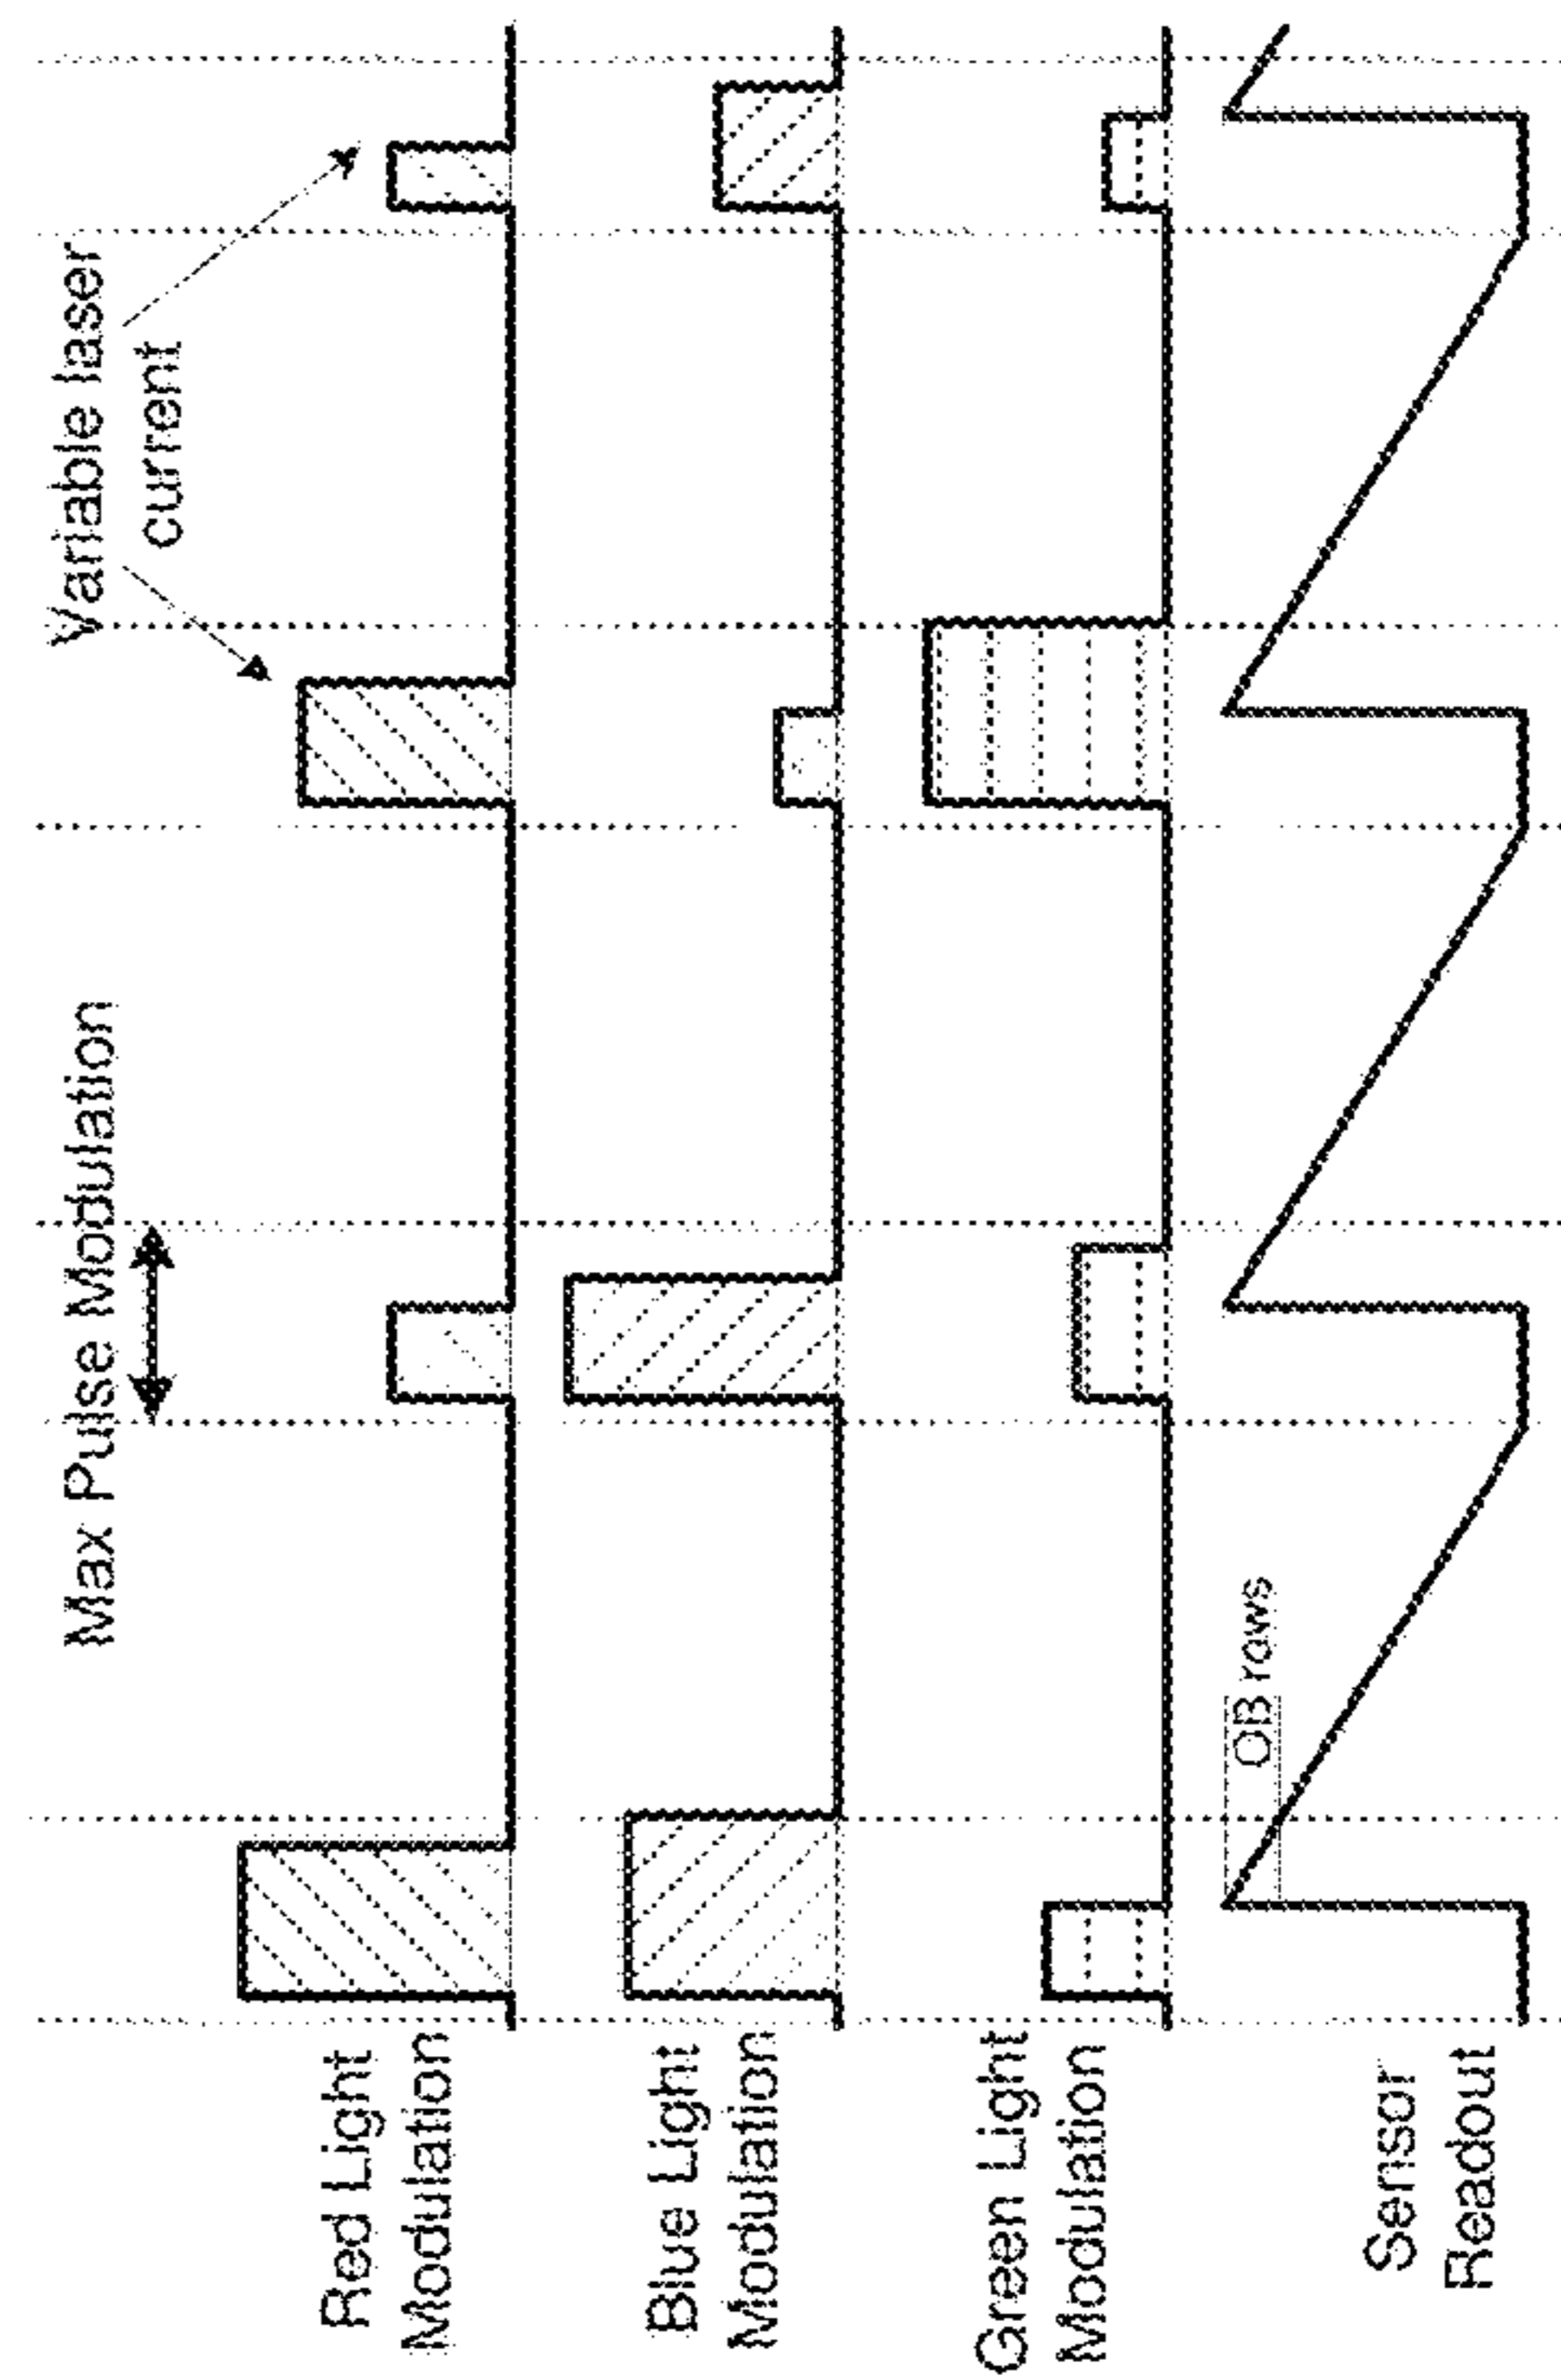 Max Pulse Modulation
Variable laser
current
Red Light
Modulation
Blue Light
Modulation
Green Light
Modulation
OB rows
Sensor
Readout